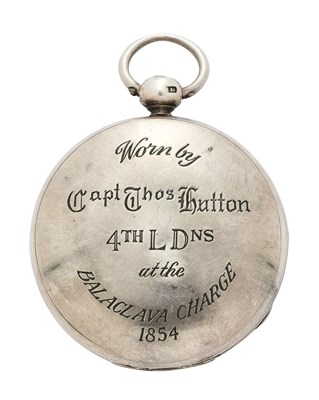 Worn by
Capt Thos Hutton
4TH L DNS
at the
BALACLAVA CHARGE
1854